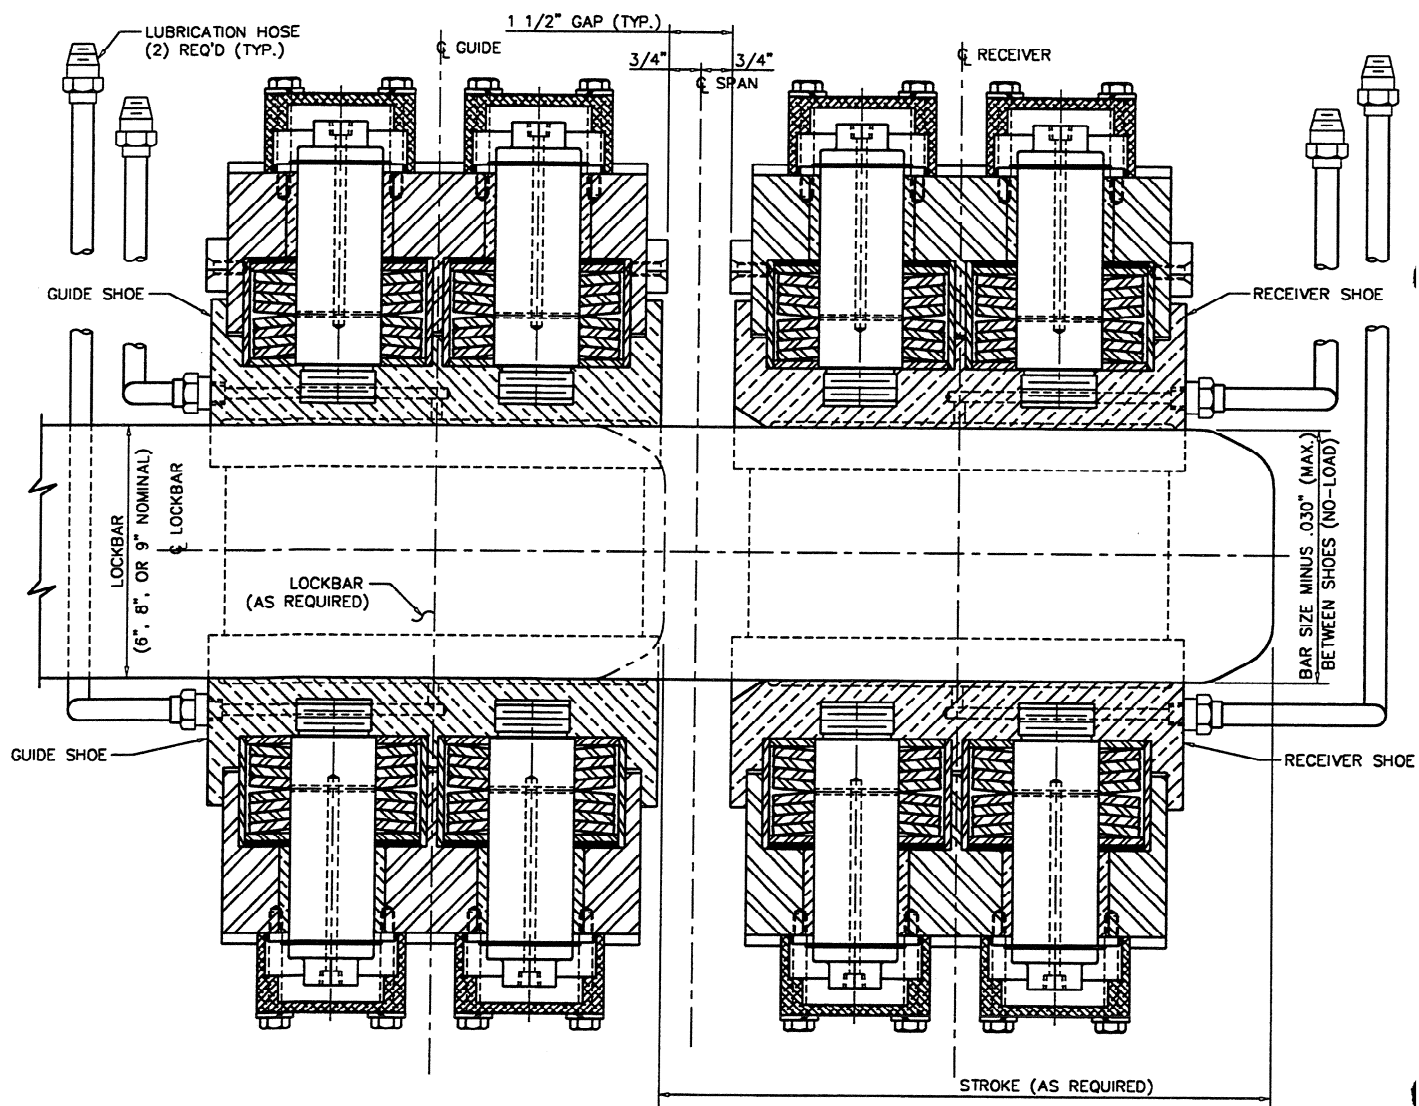 1 1/2" GAP (TYP.)
LUBRICATION HOSE
(2) REQ'D (TYP.)
℄ GUIDE
3/4"
3/4"
℄ SPAN
℄ RECEIVER
GUIDE SHOE
RECEIVER SHOE
LOCKBAR
(6", 8", OR 9" NOMINAL)
℄ LOCKBAR
LOCKBAR
(AS REQUIRED)
BAR SIZE MINUS .030" (MAX.)
BETWEEN SHOES (NO-LOAD)
GUIDE SHOE
RECEIVER SHOE
STROKE (AS REQUIRED)